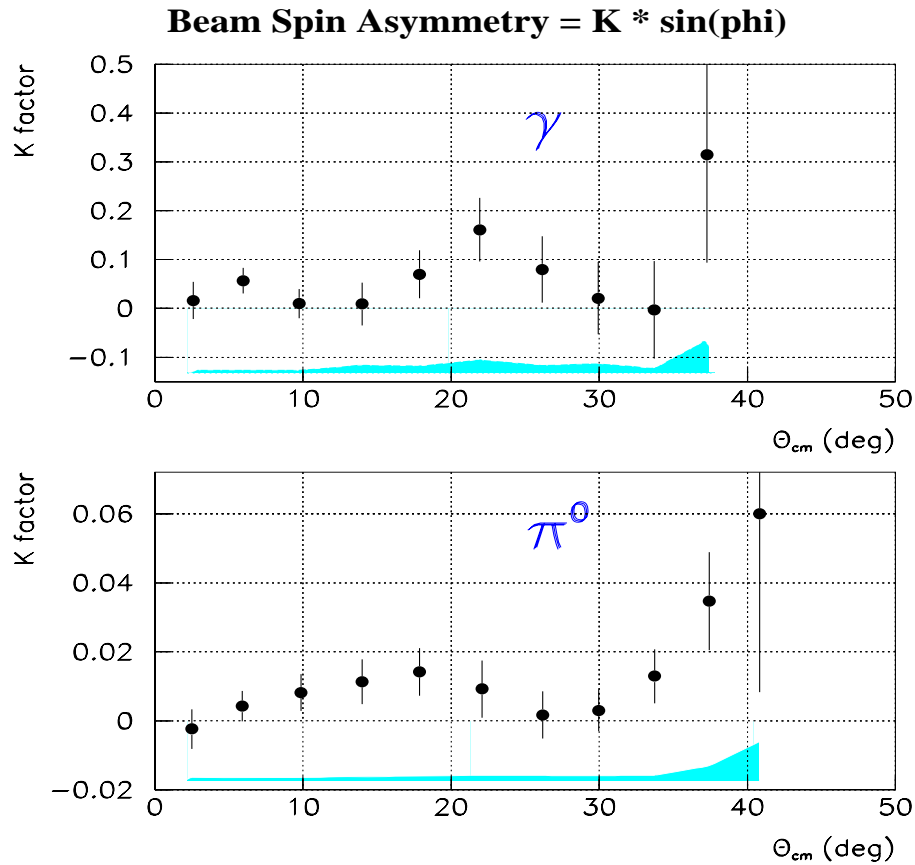 Beam Spin Asymmetry = K * sin(phi)
K factor
0.5
0.4
0.3
0.2
0.1
0
−0.1
γ
0 10 20 30 40 50
Θcm (deg)
K factor
0.06
0.04
0.02
0
−0.02
π⁰
0 10 20 30 40 50
Θcm (deg)